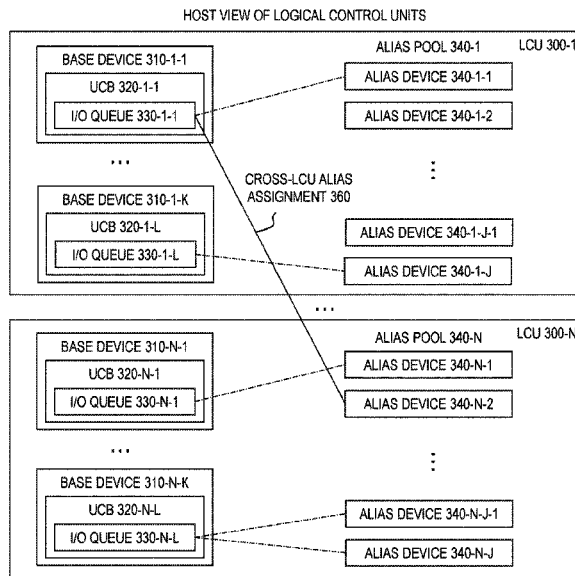 HOST VIEW OF LOGICAL CONTROL UNITS
LCU 300-1
BASE DEVICE 310-1-1
UCB 320-1-1
I/O QUEUE 330-1-1
ALIAS POOL 340-1
ALIAS DEVICE 340-1-1
ALIAS DEVICE 340-1-2
CROSS-LCU ALIAS
ASSIGNMENT 360
BASE DEVICE 310-1-K
UCB 320-1-L
I/O QUEUE 330-1-L
ALIAS DEVICE 340-1-J-1
ALIAS DEVICE 340-1-J
LCU 300-N
BASE DEVICE 310-N-1
UCB 320-N-1
I/O QUEUE 330-N-1
ALIAS POOL 340-N
ALIAS DEVICE 340-N-1
ALIAS DEVICE 340-N-2
BASE DEVICE 310-N-K
UCB 320-N-L
I/O QUEUE 330-N-L
ALIAS DEVICE 340-N-J-1
ALIAS DEVICE 340-N-J